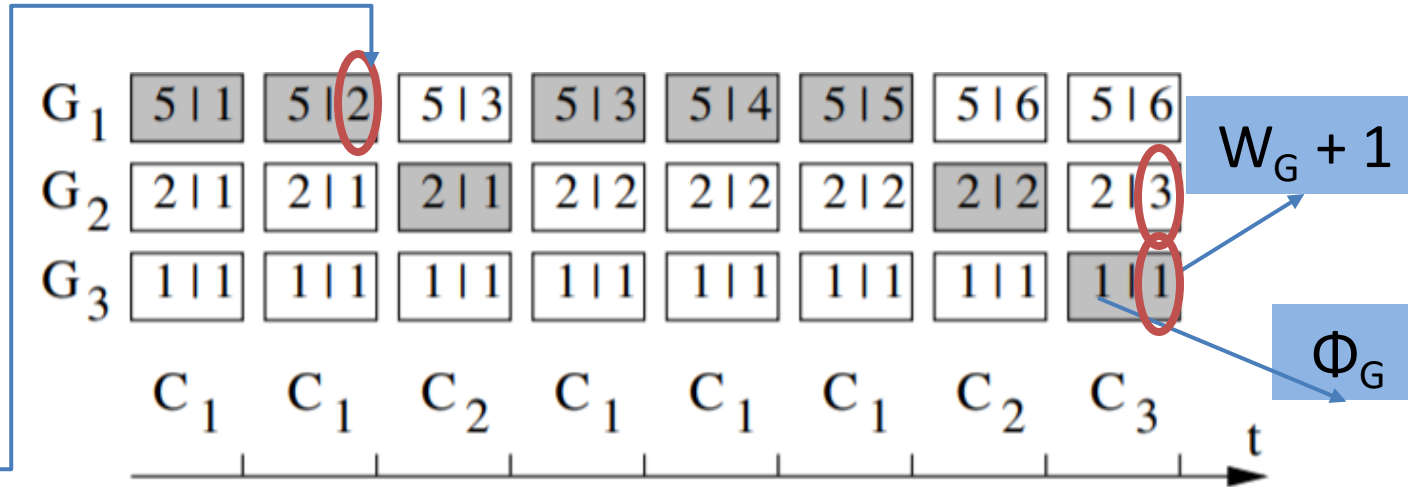 G1 5|1 5|2 5|3 5|3 5|4 5|5 5|6 5|6
WG + 1
G2 2|1 2|1 2|1 2|2 2|2 2|2 2|2 2|3
G3 1|1 1|1 1|1 1|1 1|1 1|1 1|1 1|1
ΦG
C1 C1 C2 C1 C1 C1 C2 C3
t